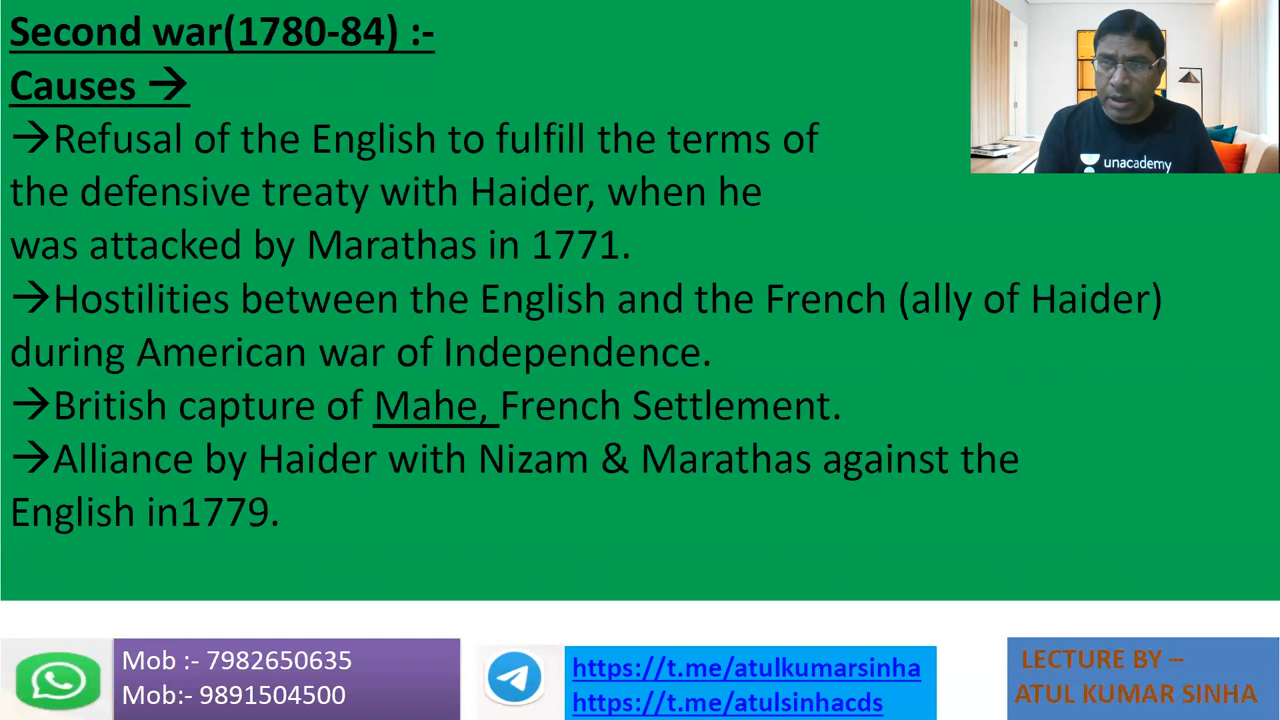 Second war(1780-84) :-
Causes →
→Refusal of the English to fulfill the terms of
the defensive treaty with Haider, when he
was attacked by Marathas in 1771.
→Hostilities between the English and the French (ally of Haider)
during American war of Independence.
→British capture of Mahe, French Settlement.
→Alliance by Haider with Nizam & Marathas against the
English in1779.
unacademy
Mob :- 7982650635
Mob:- 9891504500
https://t.me/atulkumarsinha
https://t.me/atulsinhacds
LECTURE BY –
ATUL KUMAR SINHA